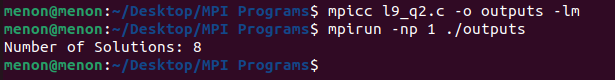 menon@menon:~/Desktop/MPI Programs$ mpicc l9_q2.c -o outputs -lm
menon@menon:~/Desktop/MPI Programs$ mpirun -np 1 ./outputs
Number of Solutions: 8
menon@menon:~/Desktop/MPI Programs$